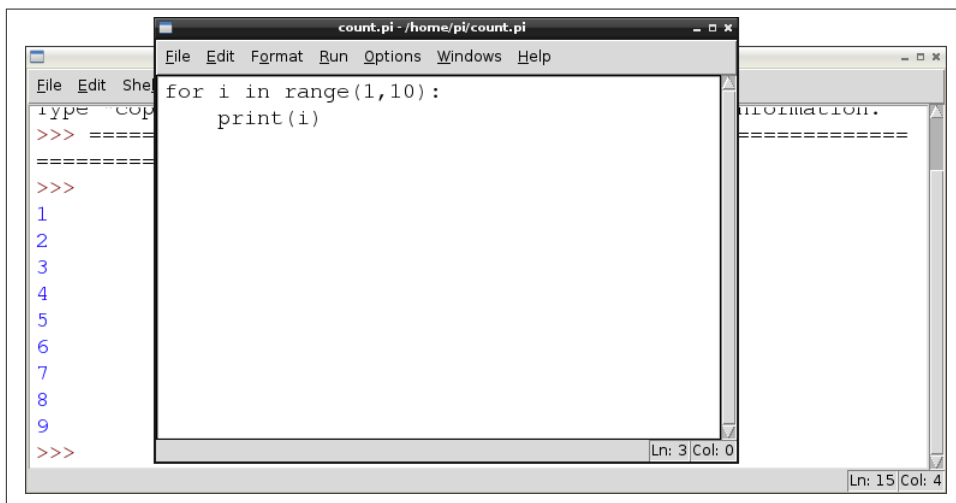 count.pi - /home/pi/count.pi
File Edit Format Run Options Windows Help
for i in range(1,10):
    print(i)
Ln: 3 Col: 0
File Edit She
Type "cop
>>> ====== =============
=========
>>>
1
2
3
4
5
6
7
8
9
>>>
Ln: 15 Col: 4